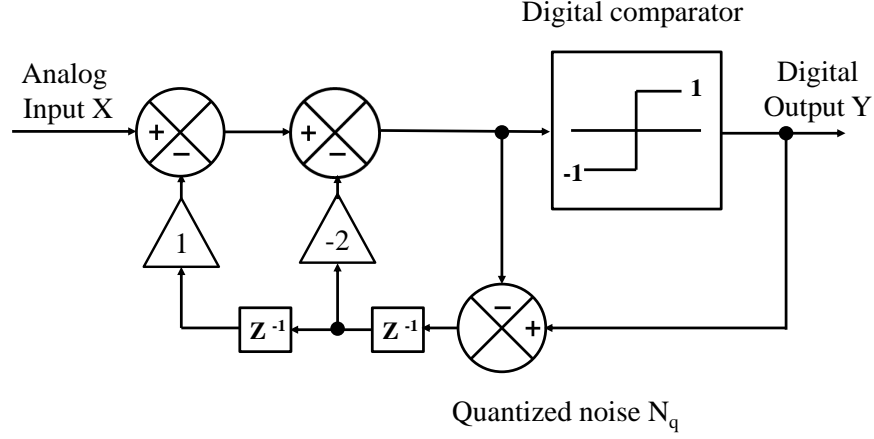 Digital comparator
Analog
Input X
Digital
Output Y
+
−
+
−
1
-1
1
-2
−
+
Z -1
Z -1
Quantized noise Nq